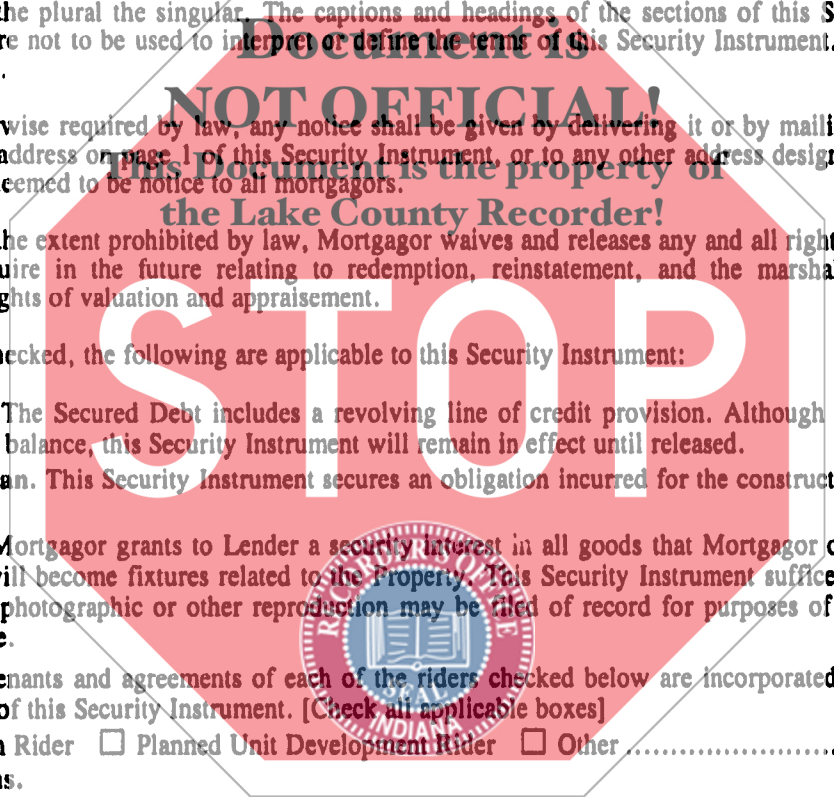 the plural the singular. The captions and headings of the sections of this S
re not to be used to interpret or define the terms of this Security Instrument.
Document is
NOT OFFICIAL!
wise required by law, any notice shall be given by delivering it or by maili
address on page 1 of this Security Instrument, or to any other address design
This Document is the property of
eemed to be notice to all mortgagors.
the Lake County Recorder!
he extent prohibited by law, Mortgagor waives and releases any and all right
uire in the future relating to redemption, reinstatement, and the marshal
ghts of valuation and appraisement.
STOP
ecked, the following are applicable to this Security Instrument:
The Secured Debt includes a revolving line of credit provision. Although
balance, this Security Instrument will remain in effect until released.
an. This Security Instrument secures an obligation incurred for the construct
Mortgagor grants to Lender a security interest in all goods that Mortgagor o
ill become fixtures related to the Property. This Security Instrument suffice
photographic or other reproduction may be filed of record for purposes of
e.
RECORDER'S OFFICE
SEAL
INDIANA
enants and agreements of each of the riders checked below are incorporated
of this Security Instrument. [Check all applicable boxes]
Rider ☐ Planned Unit Development Rider ☐ Other ........................
ns.